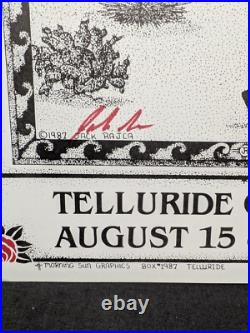 ©1987 JACK RAJCA
TELLURIDE
AUGUST 15
MORNING SUN GRAPHICS BOX 1987 TELLURIDE